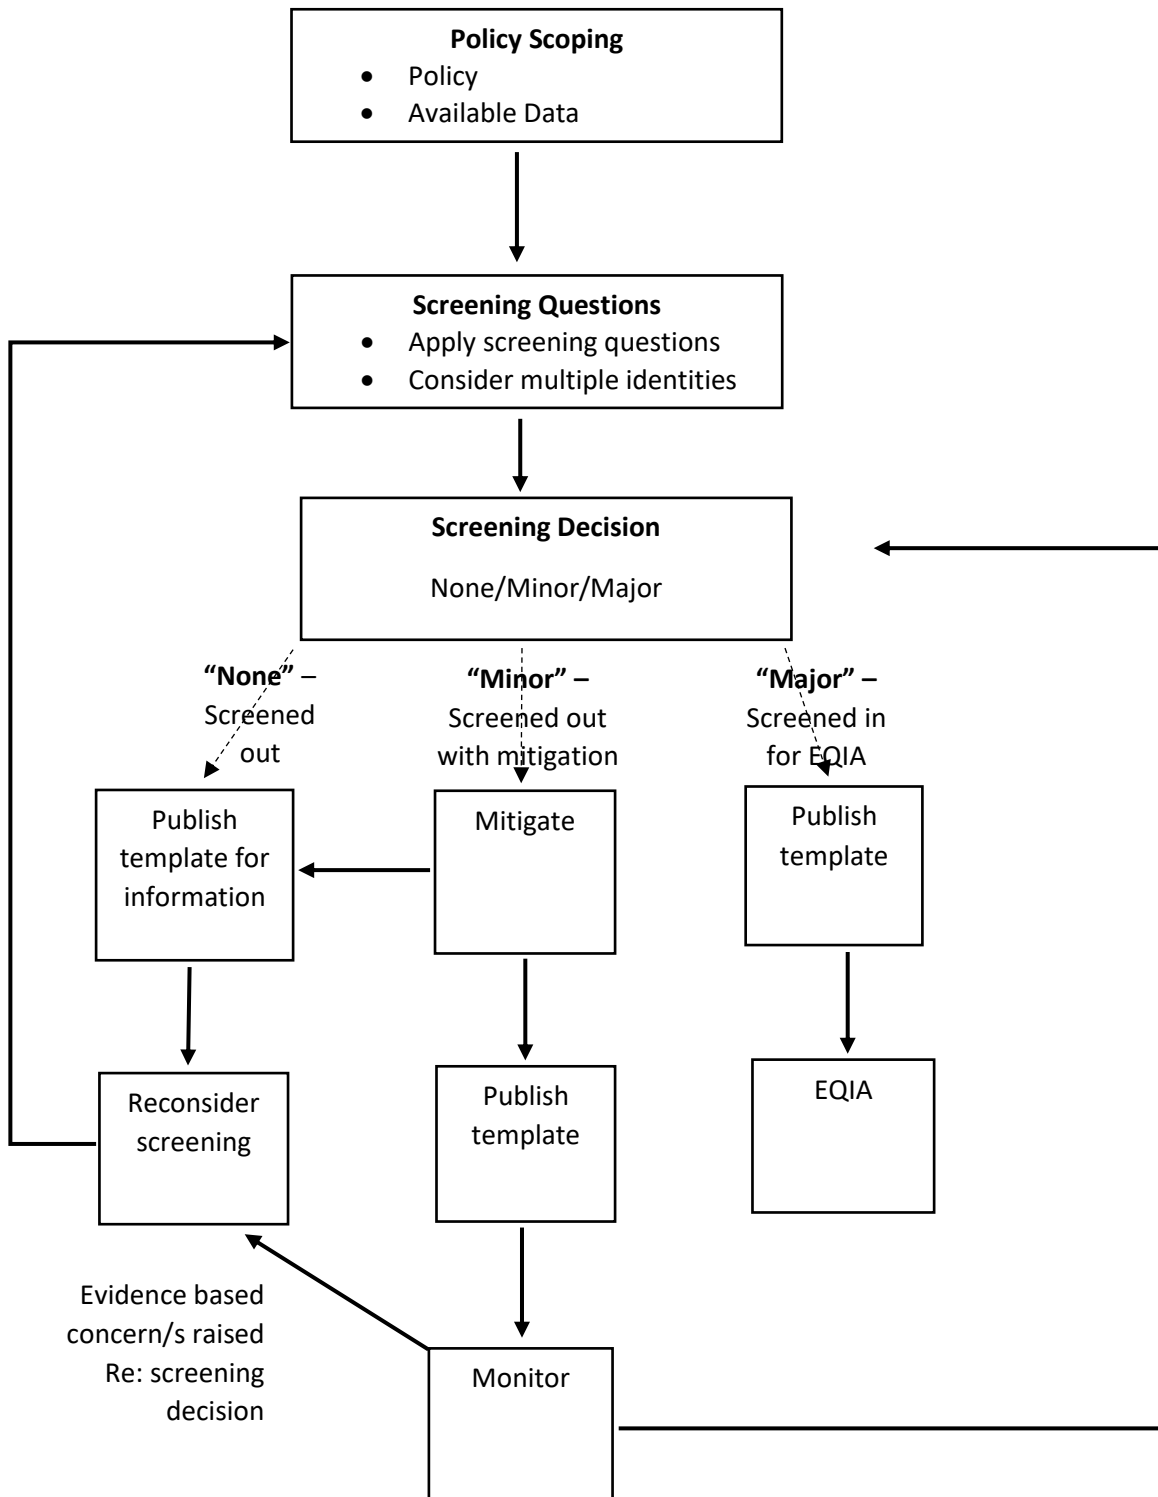 Policy Scoping
• Policy
• Available Data
Screening Questions
• Apply screening questions
• Consider multiple identities
Screening Decision
None/Minor/Major
“None” –
Screened
out
“Minor” –
Screened out
with mitigation
“Major” –
Screened in
for EQIA
Publish
template for
information
Mitigate
Publish
template
Reconsider
screening
Publish
template
EQIA
Evidence based
concern/s raised
Re: screening
decision
Monitor